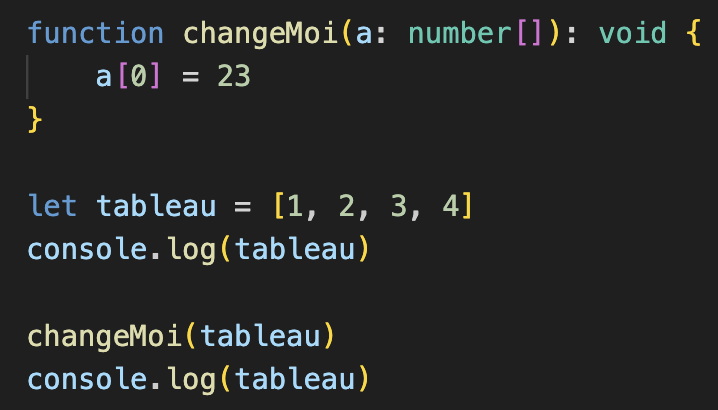 function changeMoi(a: number[]): void {
    a[0] = 23
}
let tableau = [1, 2, 3, 4]
console.log(tableau)
changeMoi(tableau)
console.log(tableau)